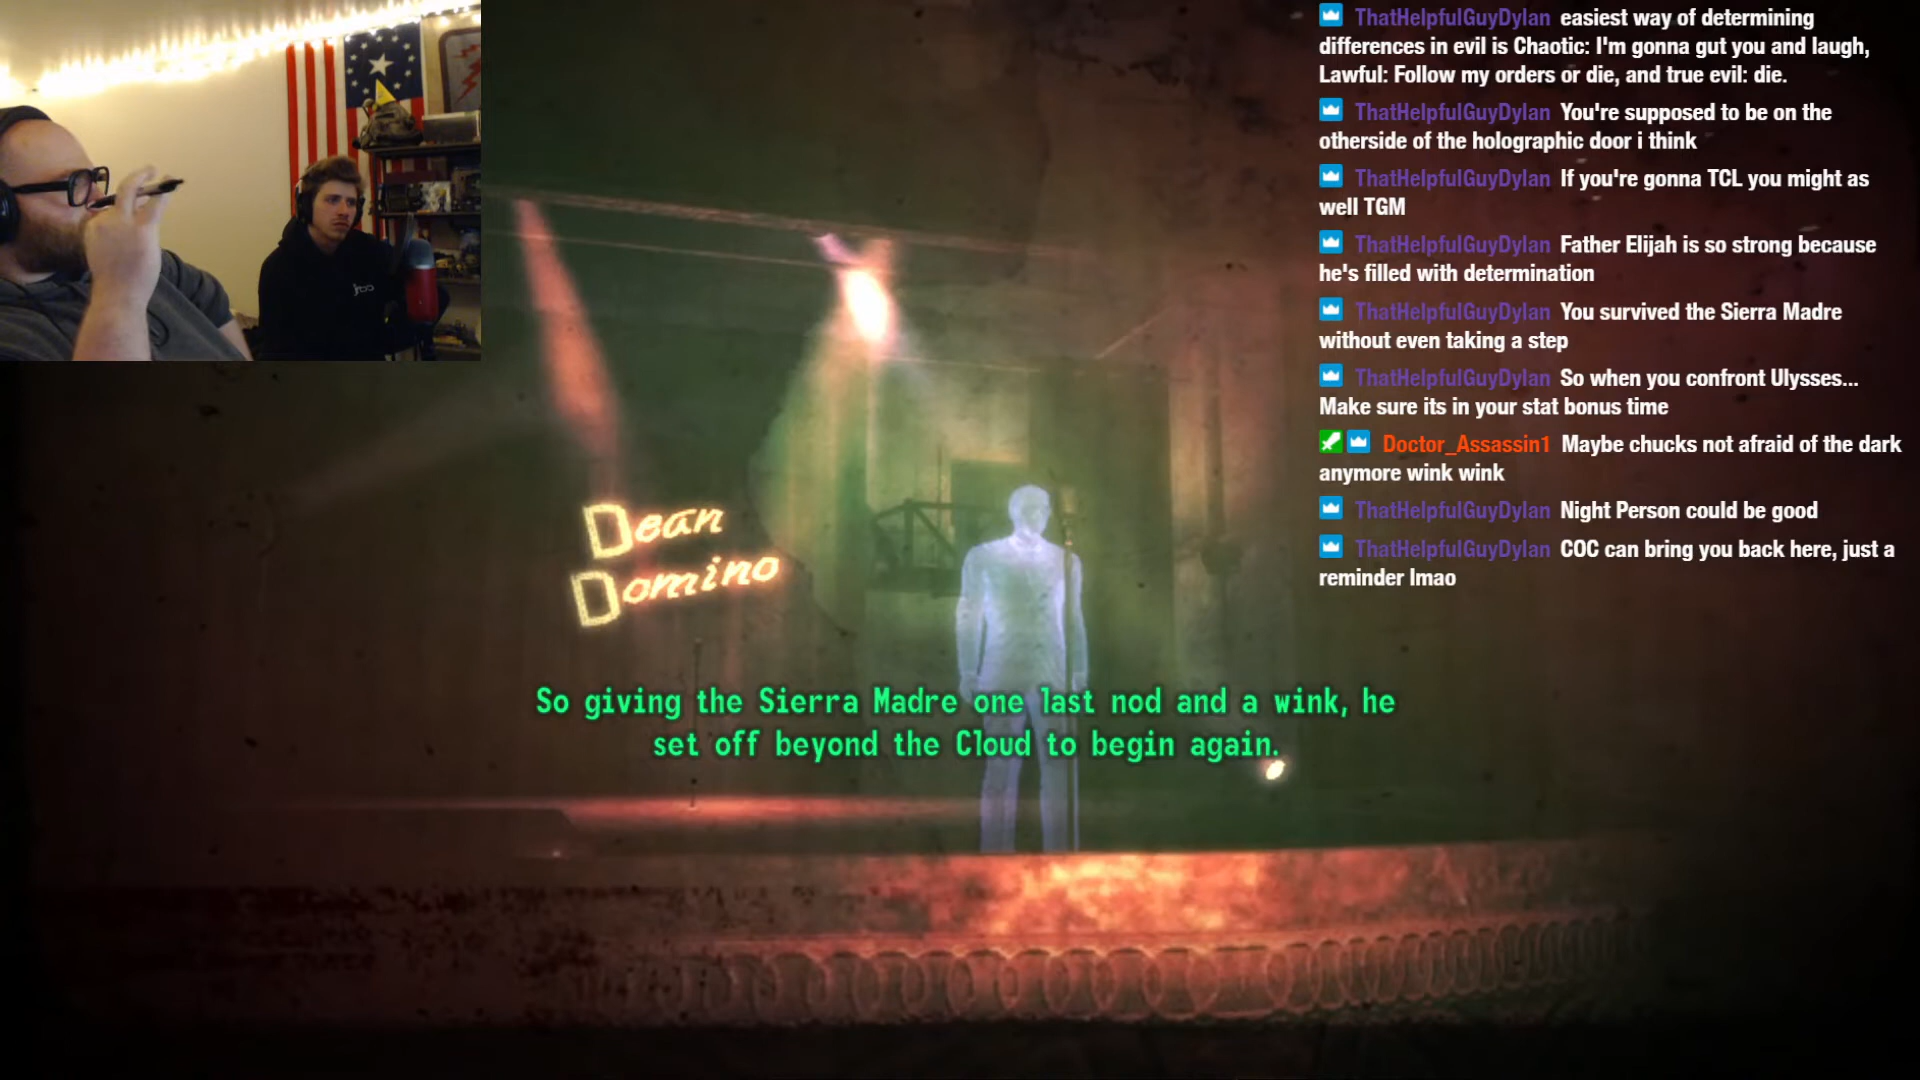 ThatHelpfulGuyDylan easiest way of determining
differences in evil is Chaotic: I'm gonna gut you and laugh,
Lawful: Follow my orders or die, and true evil: die.
ThatHelpfulGuyDylan You're supposed to be on the
otherside of the holographic door i think
ThatHelpfulGuyDylan If you're gonna TCL you might as
well TGM
ThatHelpfulGuyDylan Father Elijah is so strong because
he's filled with determination
ThatHelpfulGuyDylan You survived the Sierra Madre
without even taking a step
ThatHelpfulGuyDylan So when you confront Ulysses...
Make sure its in your stat bonus time
Doctor_Assassin1 Maybe chucks not afraid of the dark
anymore wink wink
ThatHelpfulGuyDylan Night Person could be good
ThatHelpfulGuyDylan COC can bring you back here, just a
reminder lmao
Dean
Domino
So giving the Sierra Madre one last nod and a wink, he
set off beyond the Cloud to begin again.